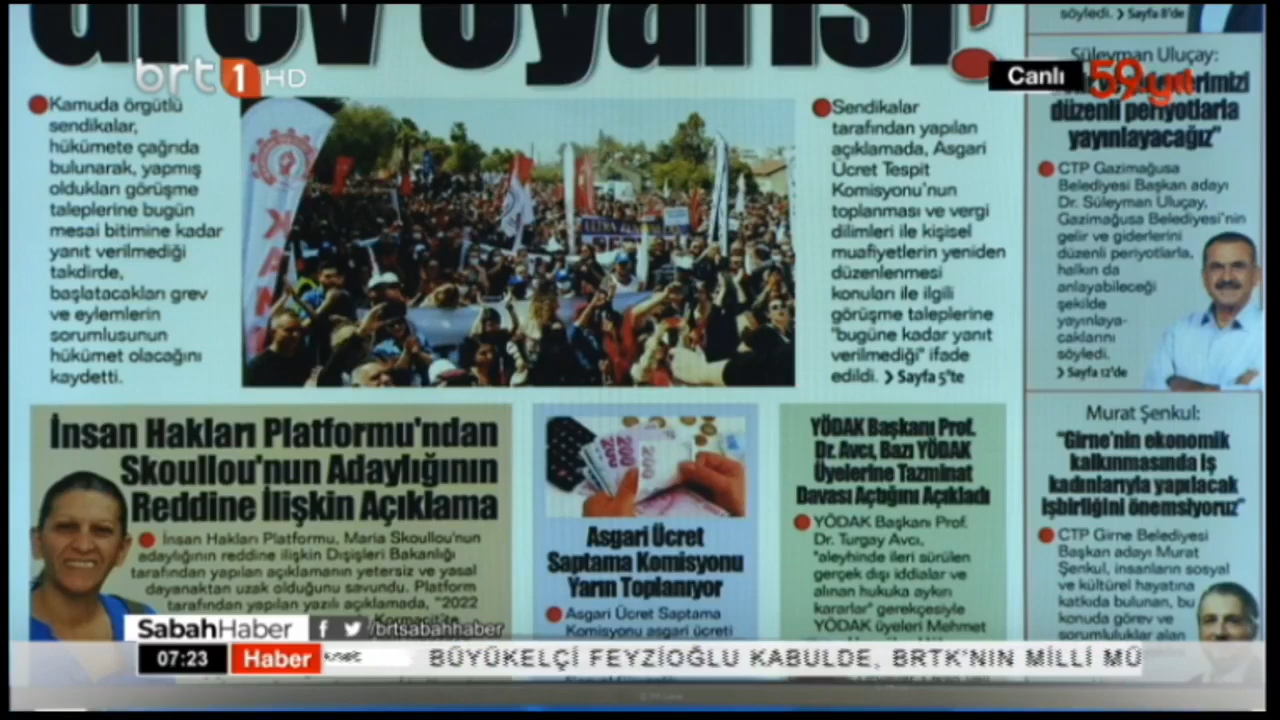 Grev uyarısı!
brt 1 HD
Canlı
59.yıl
Kamuda örgütlü
sendikalar,
hükümete çağrıda
bulunarak, yapmış
oldukları görüşme
taleplerine bugün
mesai bitimine kadar
yanıt verilmediği
takdirde,
başlatacakları grev
ve eylemlerin
sorumlusunun
hükümet olacağını
kaydetti.
Sendikalar
tarafından yapılan
açıklamada, Asgari
Ücret Tespit
Komisyonu'nun
toplanması ve vergi
dilimleri ile kişisel
muafiyetlerin yeniden
düzenlenmesi
konuları ile ilgili
görüşme taleplerine
"bugüne kadar yanıt
verilmediği" ifade
edildi. ❯ Sayfa 5'te
söyledi. ❯ Sayfa 8'de
Süleyman Uluçay:
düzenli periyotlarla
yayınlayacağız"
CTP Gazimağusa
Belediyesi Başkan adayı
Dr. Süleyman Uluçay,
Gazimağusa Belediyesi'nin
gelir ve giderlerini
düzenli periyotlarla,
halkın da
anlayabileceği
şekilde
yayınlaya-
caklarını
söyledi.
❯ Sayfa 12'de
İnsan Hakları Platformu'ndan
Skoullou'nun Adaylığının
Reddine İlişkin Açıklama
İnsan Hakları Platformu, Maria Skoullou'nun
adaylığının reddine ilişkin Dışişleri Bakanlığı
tarafından yapılan açıklamanın yetersiz ve yasal
dayanaktan uzak olduğunu savundu. Platform
tarafından yapılan yazılı açıklamada, "2022
Asgari Ücret
Saptama Komisyonu
Yarın Toplanıyor
Asgari Ücret Saptama
Komisyonu asgari ücreti
YÖDAK Başkanı Prof.
Dr. Avcı, Bazı YÖDAK
Üyelerine Tazminat
Davası Açtığını Açıkladı
YÖDAK Başkanı Prof.
Dr. Turgay Avcı,
"aleyhinde ileri sürülen
gerçek dışı iddialar ve
alınan hukuka aykırı
kararlar" gerekçesiyle
YÖDAK üyeleri Mehmet
Murat Şenkul:
"Girne'nin ekonomik
kalkınmasında iş
kadınlarıyla yapılacak
işbirliğini önemsiyoruz"
CTP Girne Belediyesi
Başkan adayı Murat
Şenkul, insanların sosyal
ve kültürel hayatına
katkıda bulunan, bu
konuda görev ve
sorumluluklar alan
SabahHaber
/brtsabahhaber
07:23 Haber
BÜYÜKELÇİ FEYZİOĞLU KABULDE, BRTK'NIN MİLLİ MÜ